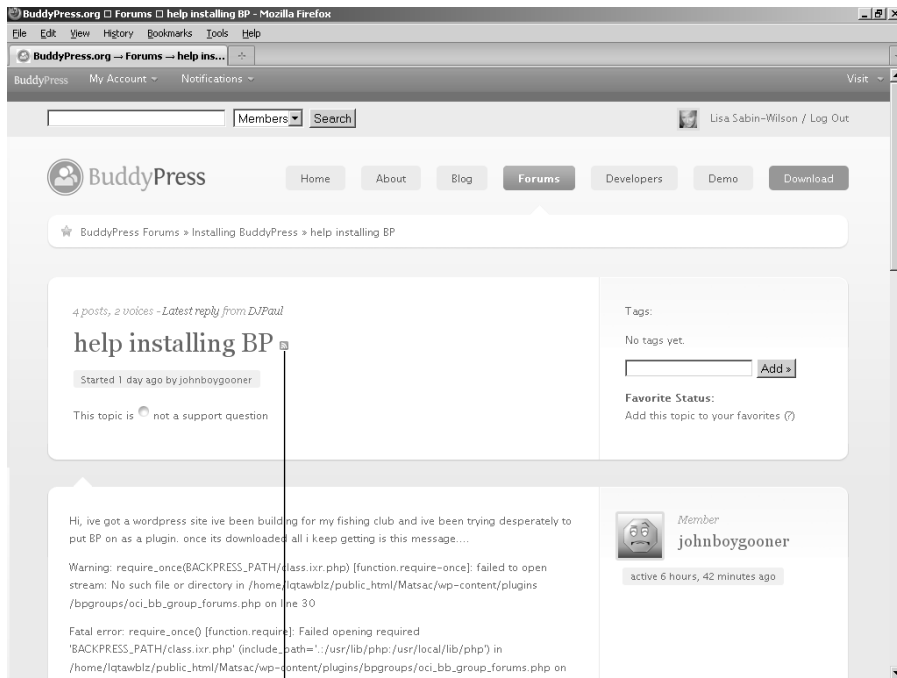 BuddyPress.org □ Forums □ help installing BP - Mozilla Firefox
File Edit View History Bookmarks Tools Help
BuddyPress.org → Forums → help ins...
BuddyPress My Account Notifications Visit
Members Search
Lisa Sabin-Wilson / Log Out
BuddyPress
Home About Blog Forums Developers Demo Download
BuddyPress Forums » Installing BuddyPress » help installing BP
4 posts, 2 voices - Latest reply from DJPaul
help installing BP
Started 1 day ago by johnboygooner
This topic is not a support question
Tags:
No tags yet.
Add »
Favorite Status:
Add this topic to your favorites (?)
Hi, ive got a wordpress site ive been building for my fishing club and ive been trying desperately to
put BP on as a plugin. once its downloaded all i keep getting is this message....
Warning: require_once(BACKPRESS_PATH/class.ixr.php) [function.require-once]: failed to open
stream: No such file or directory in /home/lqtawblz/public_html/Matsac/wp-content/plugins
/bpgroups/oci_bb_group_forums.php on line 30
Fatal error: require_once() [function.require]: Failed opening required
'BACKPRESS_PATH/class.ixr.php' (include_path='.:/usr/lib/php:/usr/local/lib/php') in
/home/lqtawblz/public_html/Matsac/wp-content/plugins/bpgroups/oci_bb_group_forums.php on
Member
johnboygooner
active 6 hours, 42 minutes ago